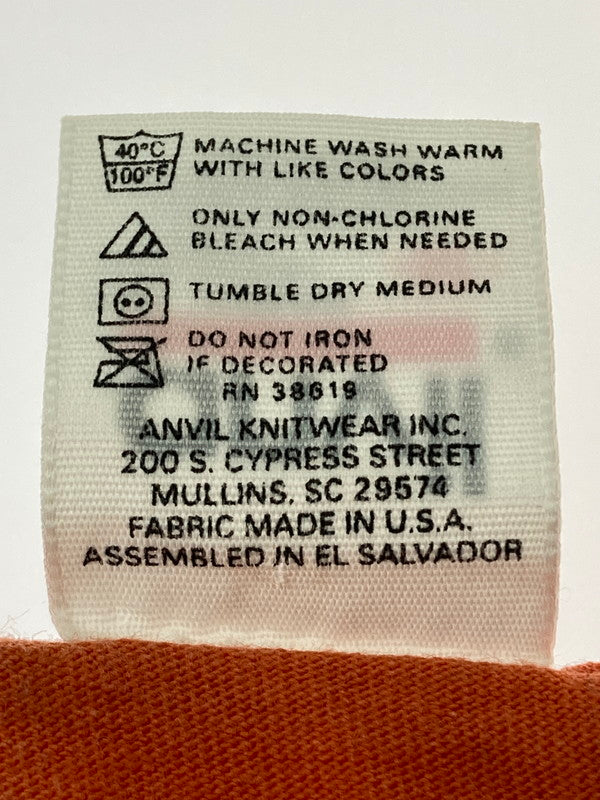 40°C
100°F
MACHINE WASH WARM
WITH LIKE COLORS
ONLY NON-CHLORINE
BLEACH WHEN NEEDED
TUMBLE DRY MEDIUM
DO NOT IRON
IF DECORATED
RN 38619
ANVIL KNITWEAR INC.
200 S. CYPRESS STREET
MULLINS, SC 29574
FABRIC MADE IN U.S.A.
ASSEMBLED IN EL SALVADOR